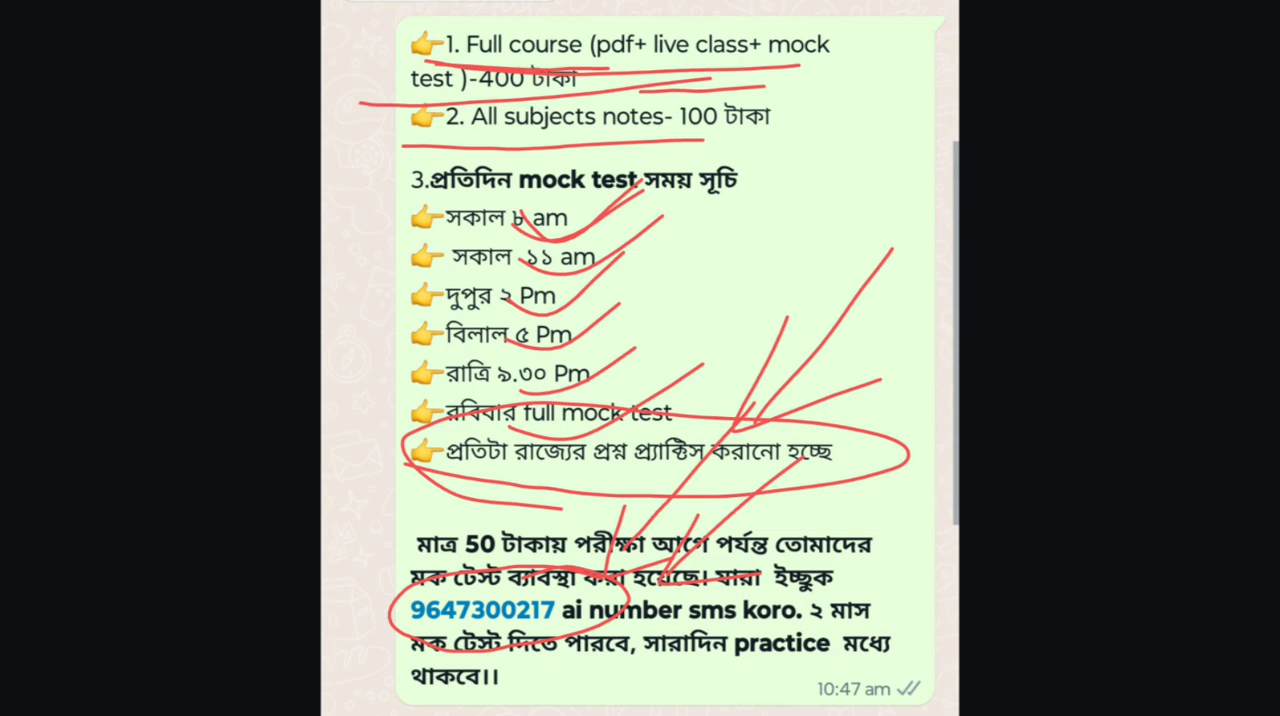 👉1. Full course (pdf+ live class+ mock
test )-400 টাকা
👉2. All subjects notes- 100 টাকা
3.প্রতিদিন mock test সময় সূচি
👉সকাল ৮ am
👉 সকাল ১১ am
👉দুপুর ২ Pm
👉বিলাল ৫ Pm
👉রাত্রি ৯.৩০ Pm
👉রবিবার full mock test
👉প্রতিটা রাজ্যের প্রশ্ন প্র্যাক্টিস করানো হচ্ছে
মাত্র 50 টাকায় পরীক্ষা আগে পর্যন্ত তোমাদের
মক টেস্ট ব্যাবস্থা করা হয়েছে। যারা ইচ্ছুক
9647300217 ai number sms koro. ২ মাস
মক টেস্ট দিতে পারবে, সারাদিন practice মধ্যে
থাকবে।।
10:47 am